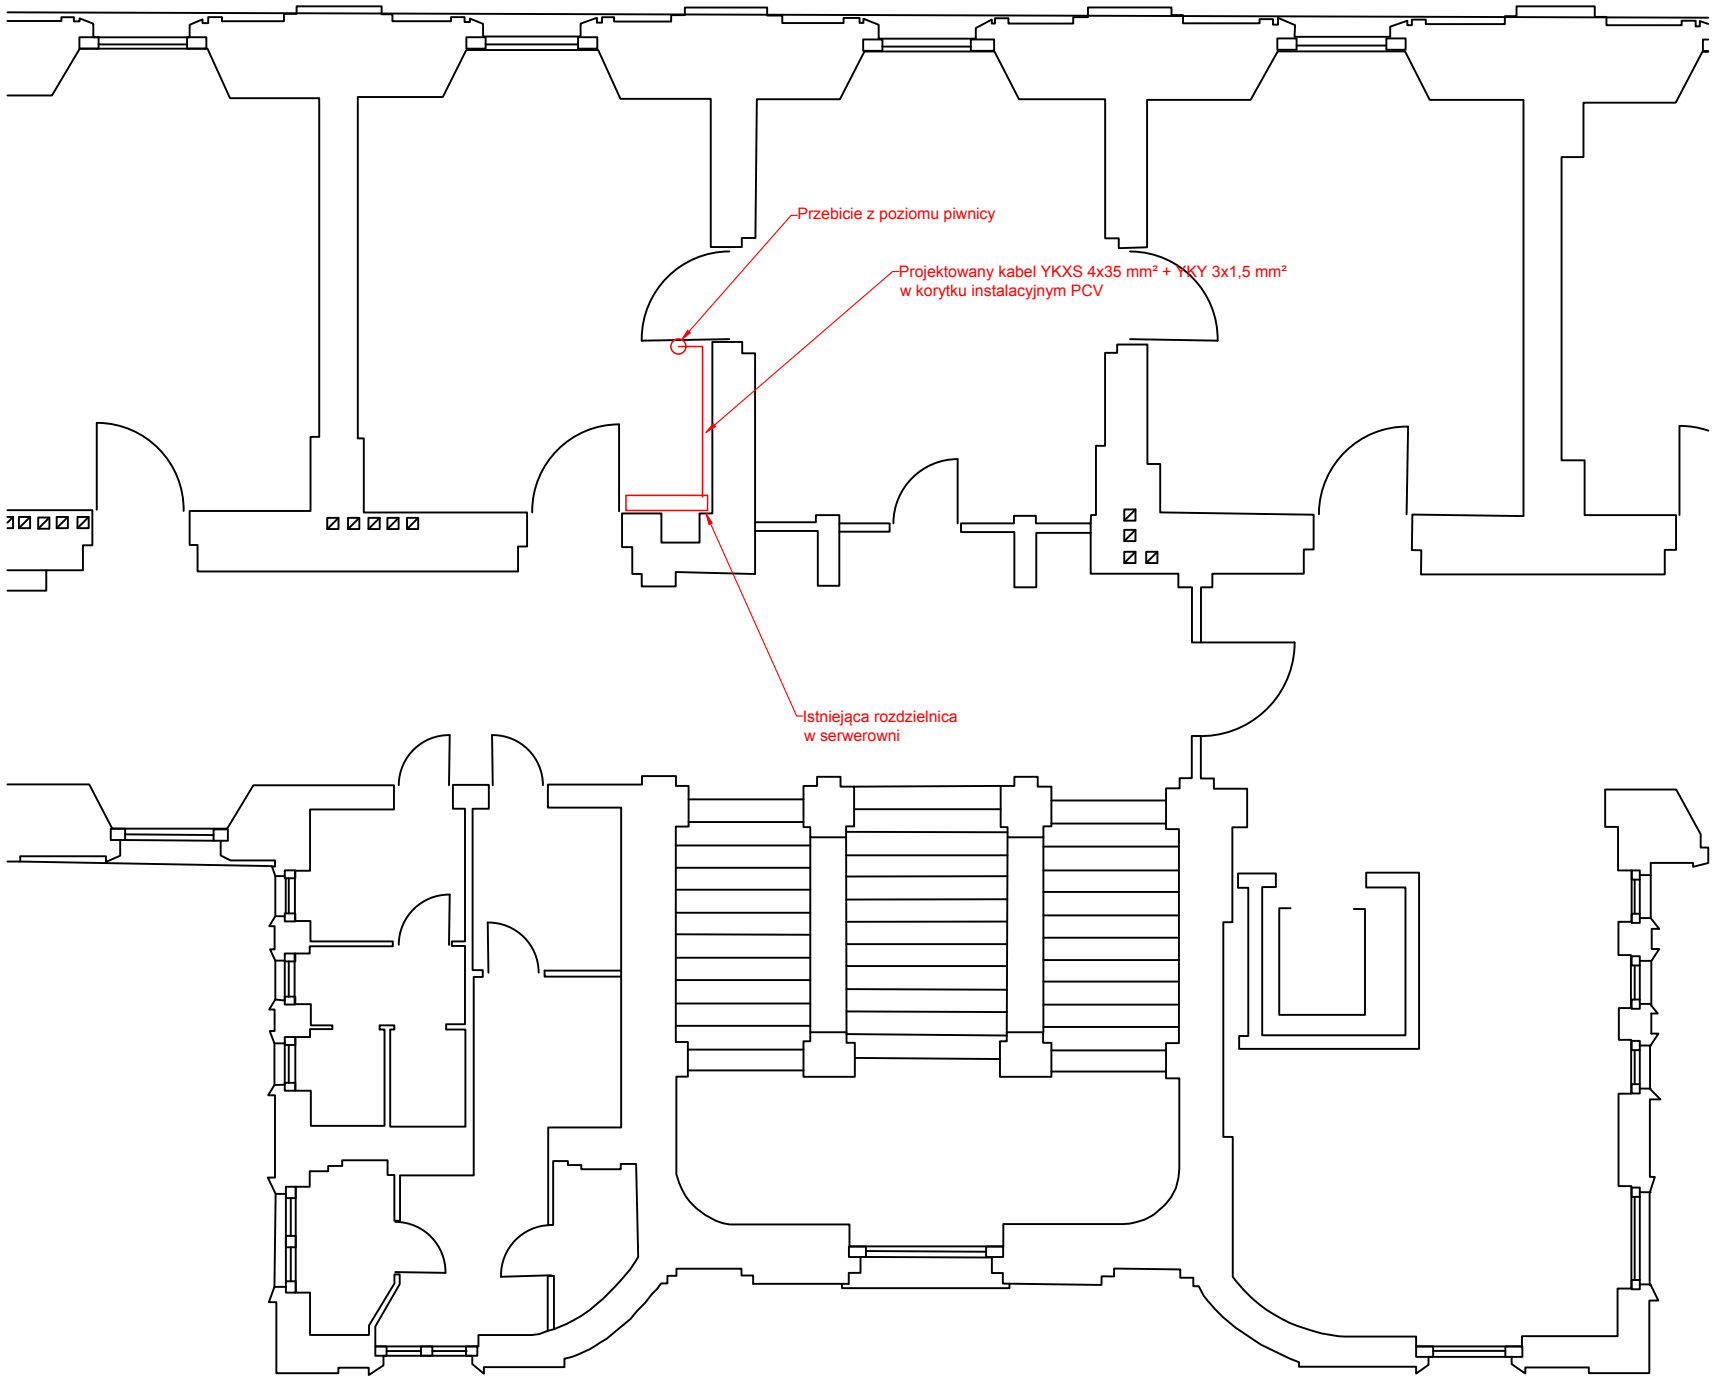 Przebicie z poziomu piwnicy
Projektowany kabel YKXS 4x35 mm² + YKY 3x1,5 mm²
w korytku instalacyjnym PCV
Istniejąca rozdzielnica
w serwerowni